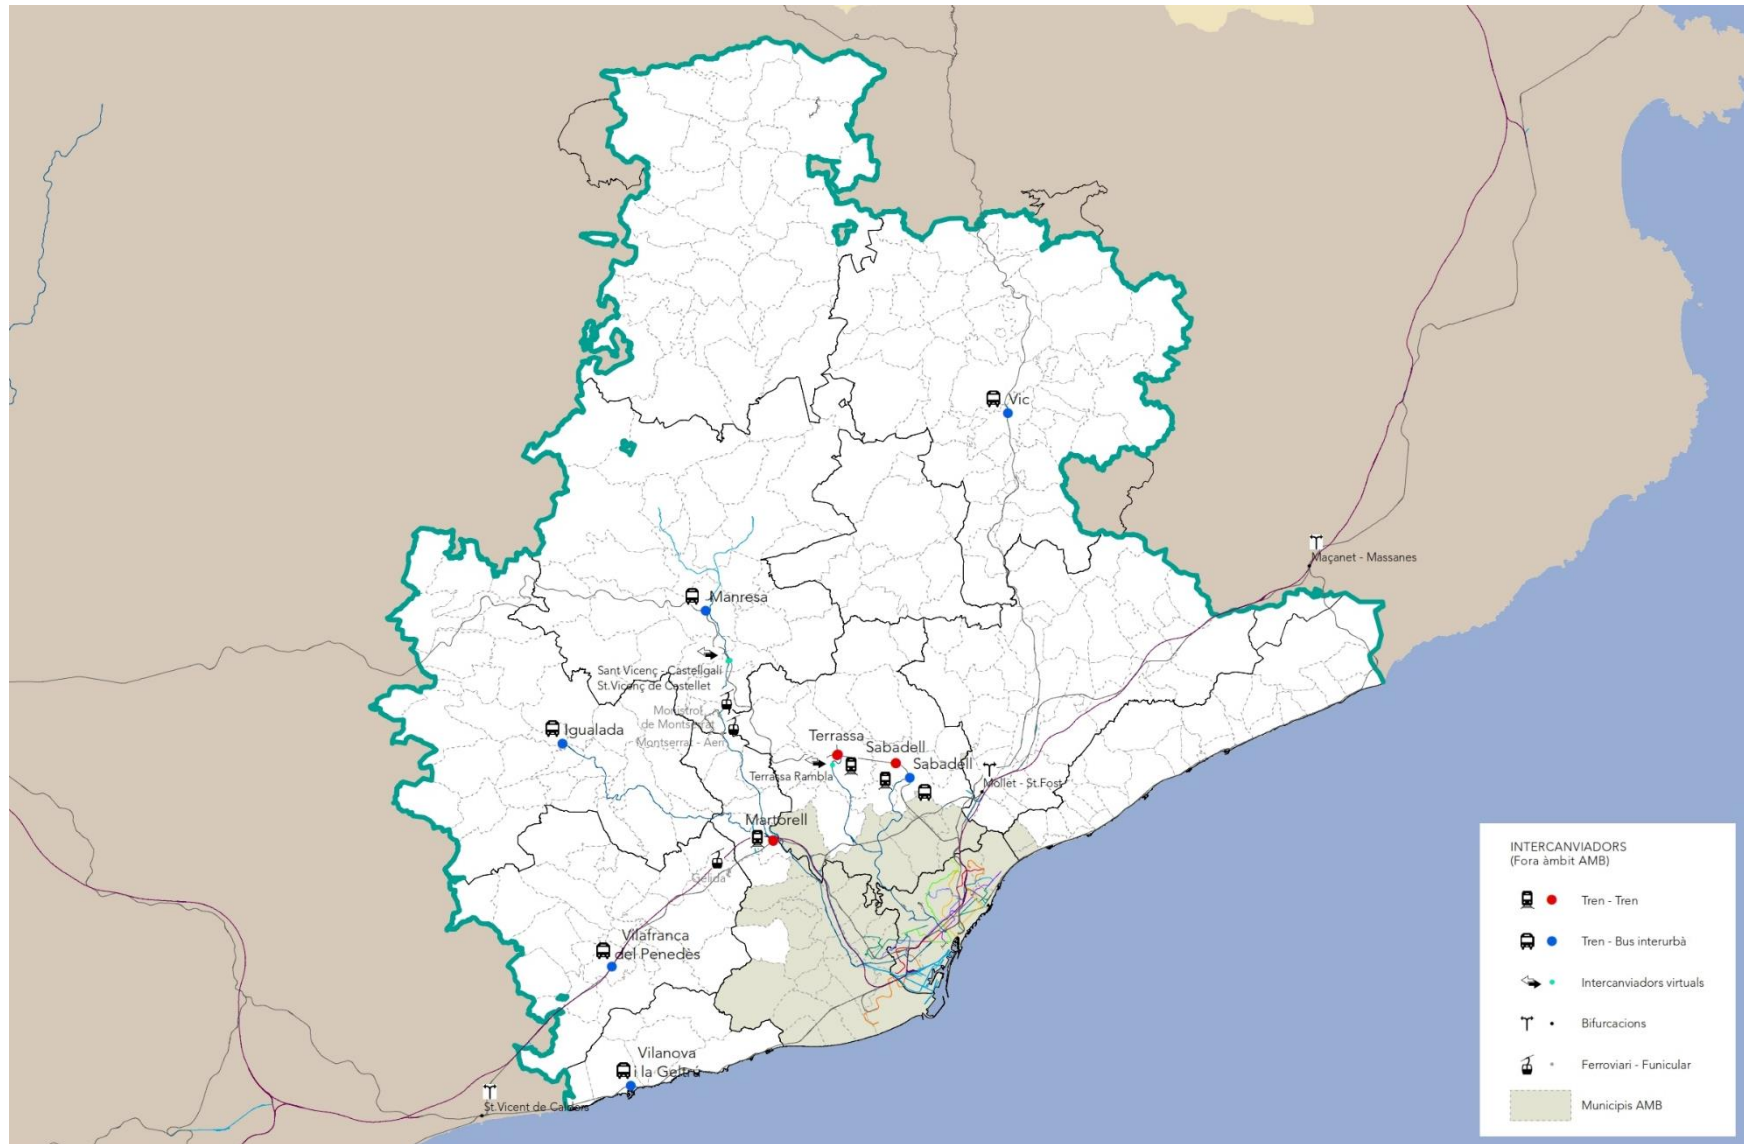 Vic
Maçanet - Massanes
Manresa
Sant Vicenç - Castellgalí
St.Vicenç de Castellet
Monistrol
de Montserrat
Montserrat - Aeri
Igualada
Terrassa
Sabadell
Sabadell
Terrassa Rambla
Mollet - St.Fost
Martorell
Gelida
Vilafranca
del Penedès
Vilanova
i la Geltrú
St.Vicent de Calders
INTERCANVIADORS
(Fora àmbit AMB)
Tren - Tren
Tren - Bus interurbà
Intercanviadors virtuals
Bifurcacions
Ferroviari - Funicular
Municipis AMB